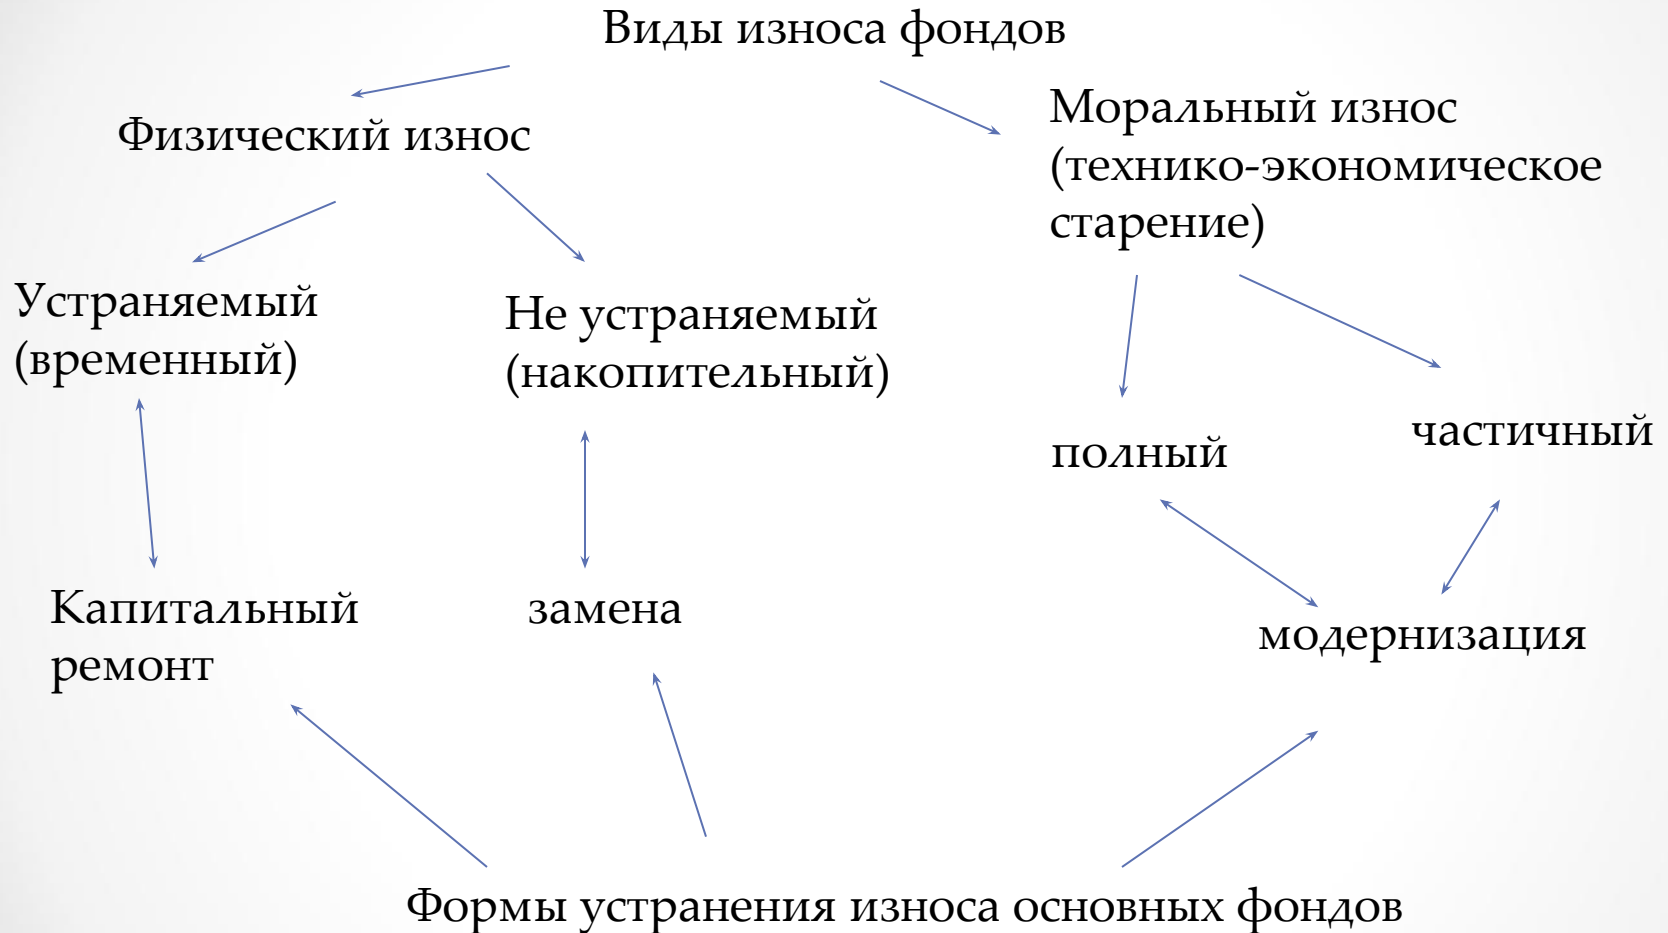 Виды износа фондов
Физический износ
Моральный износ
(технико-экономическое
старение)
Устраняемый
(временный)
Не устраняемый
(накопительный)
полный
частичный
Капитальный
ремонт
замена
модернизация
Формы устранения износа основных фондов